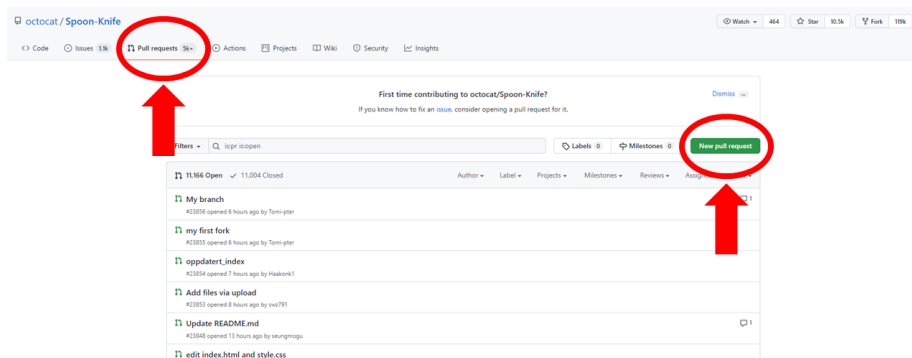 octocat / Spoon-Knife
Watch 464 Star 10.5k Fork 119k
Code Issues 1.1k Pull requests 5k+ Actions Projects Wiki Security Insights
First time contributing to octocat/Spoon-Knife?
Dismiss
If you know how to fix an issue, consider opening a pull request for it.
Filters is:pr is:open Labels 0 Milestones 0 New pull request
11,166 Open 11,004 Closed Author Label Projects Milestones Reviews
My branch 1
#23856 opened 6 hours ago by Tomi-pter
my first fork
#23855 opened 6 hours ago by Tomi-pter
oppdatert_index
#23854 opened 7 hours ago by Haakonk1
Add files via upload
#23853 opened 8 hours ago by swz791
Update README.md 1
#23848 opened 13 hours ago by seungmogu
edit index.html and style.css